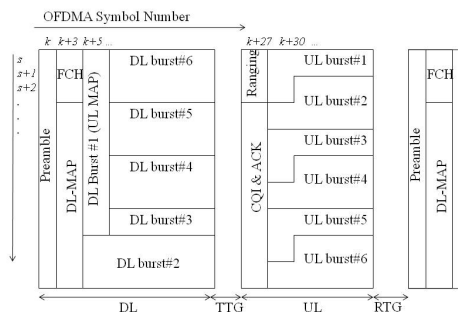 OFDMA Symbol Number
k k+3 k+5 ... k+27 k+30 ...
s
s+1
s+2
.
.
.
Preamble
FCH
DL-MAP
DL Burst #1 (UL MAP)
DL burst#6
DL burst#5
DL burst#4
DL burst#3
DL burst#2
Ranging
CQI & ACK
UL burst#1
UL burst#2
UL burst#3
UL burst#4
UL burst#5
UL burst#6
Preamble
FCH
DL-MAP
DL TTG UL RTG